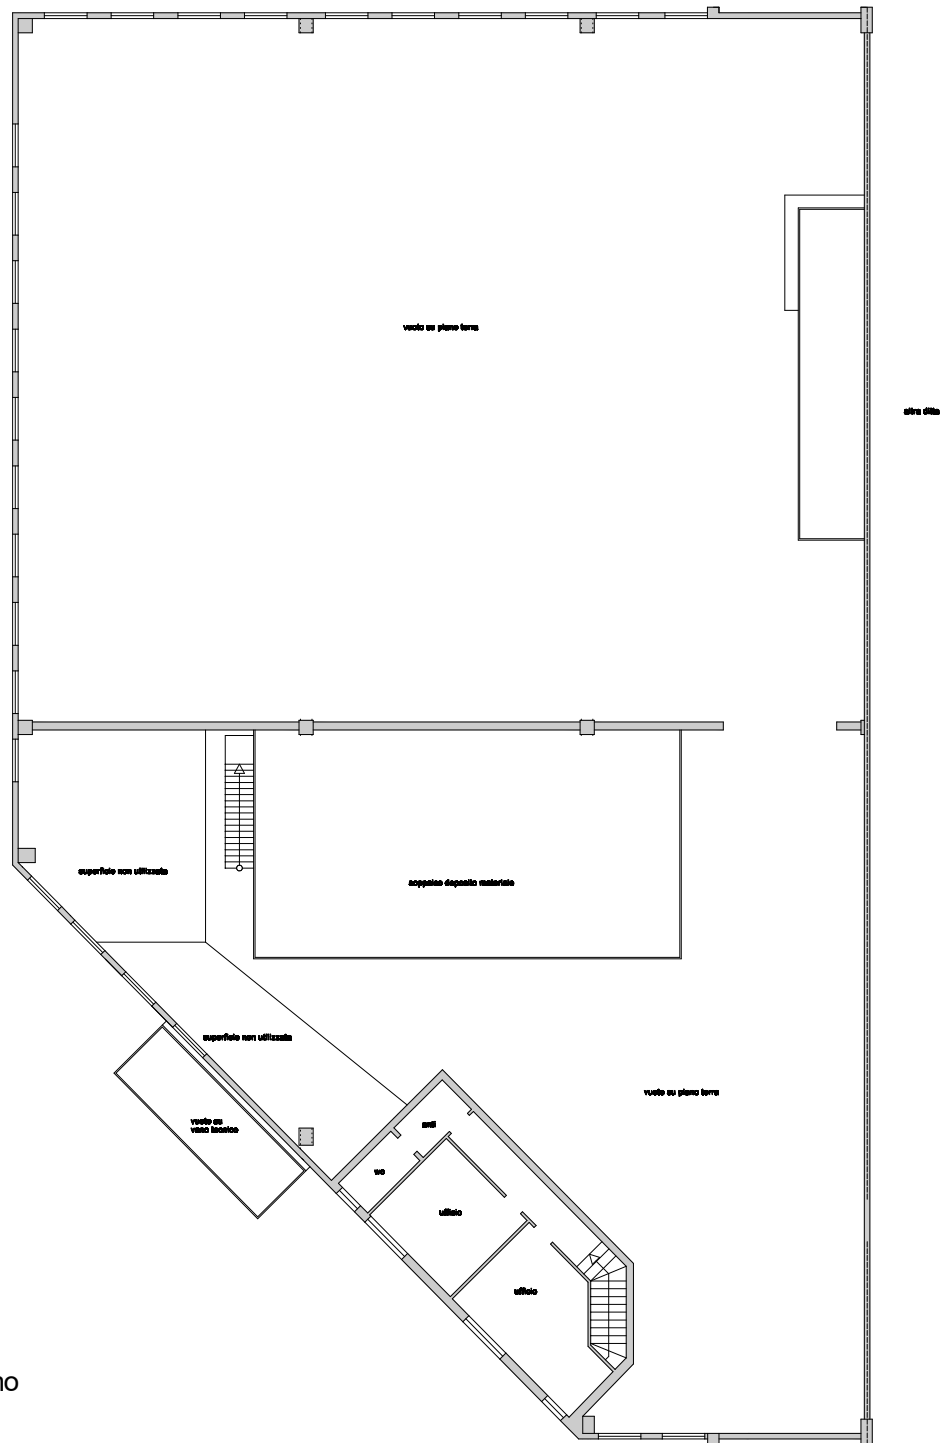 vuoto su piano terra
altra ditta
superficie non utilizzata
soppalco deposito materiale
superficie non utilizzata
vuoto su piano terra
vuoto su
vano tecnico
anti
wc
ufficio
ufficio
no